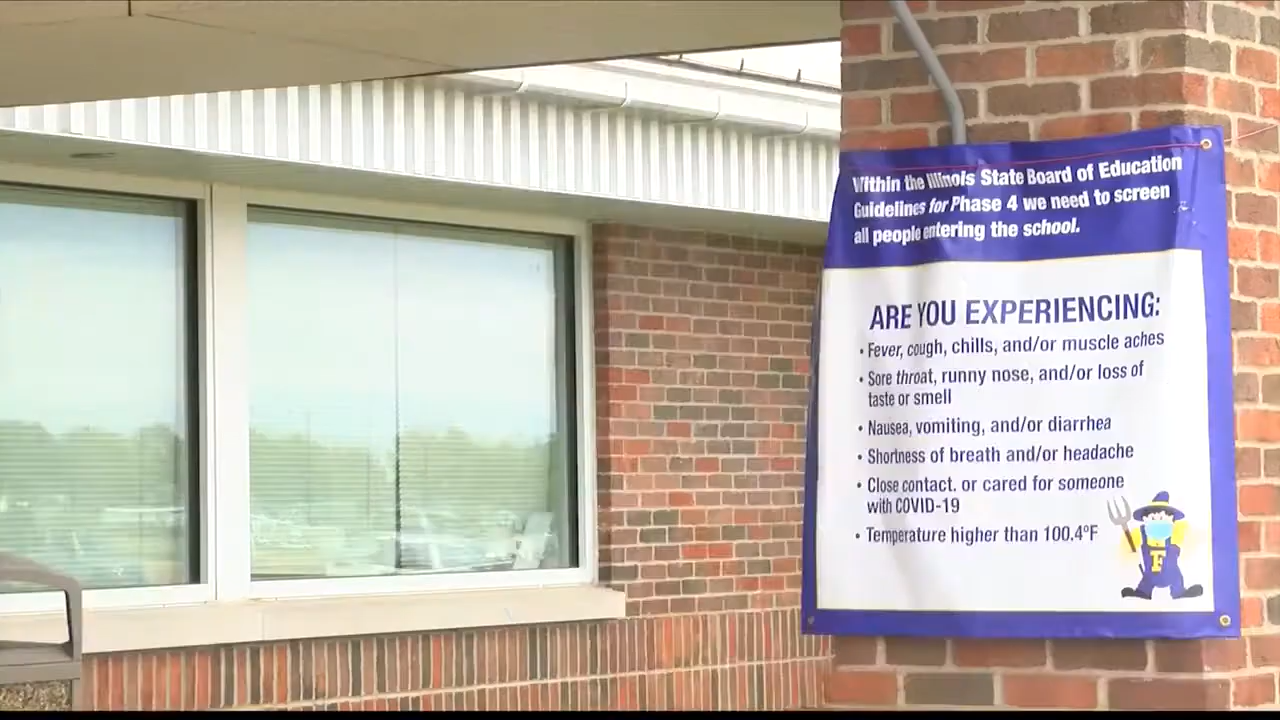 Within the Illinois State Board of Education
Guidelines for Phase 4 we need to screen
all people entering the school.
ARE YOU EXPERIENCING:
• Fever, cough, chills, and/or muscle aches
• Sore throat, runny nose, and/or loss of
taste or smell
• Nausea, vomiting, and/or diarrhea
• Shortness of breath and/or headache
• Close contact. or cared for someone
with COVID-19
• Temperature higher than 100.4ºF
F